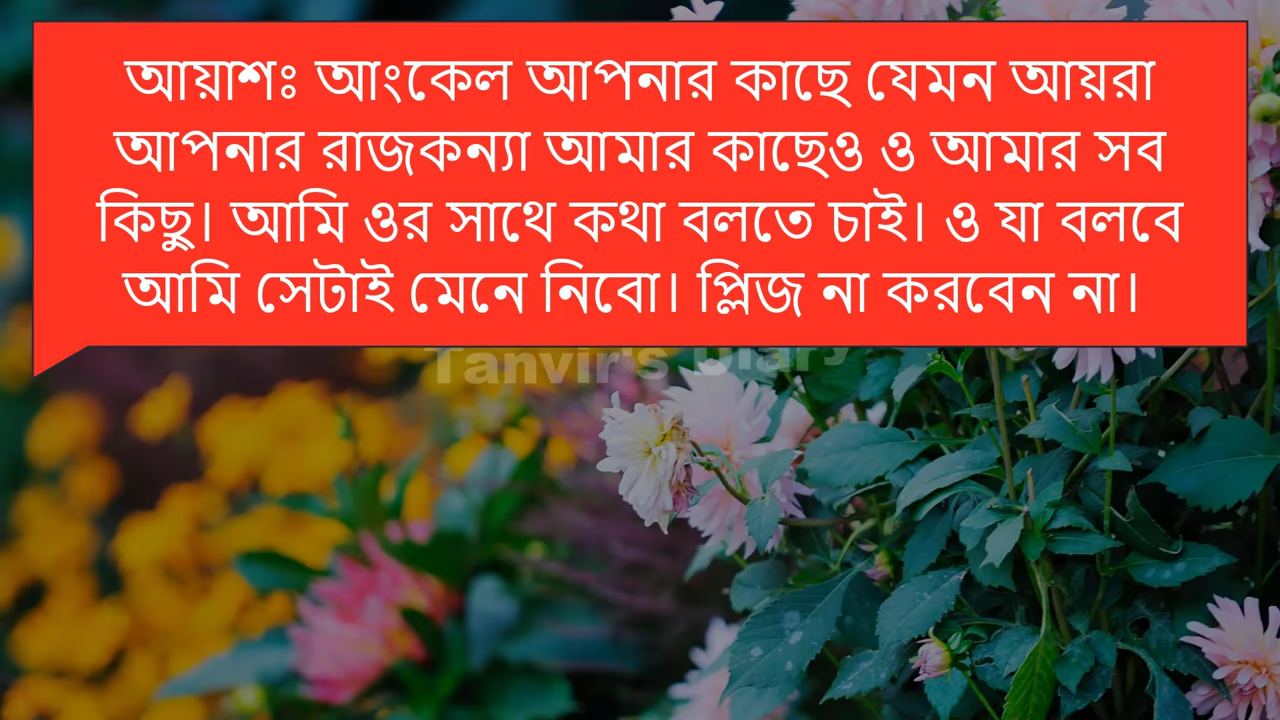 আয়াশঃ আংকেল আপনার কাছে যেমন আয়রা
আপনার রাজকন্যা আমার কাছেও ও আমার সব
কিছু। আমি ওর সাথে কথা বলতে চাই। ও যা বলবে
আমি সেটাই মেনে নিবো। প্লিজ না করবেন না।
Tanvir's Diary